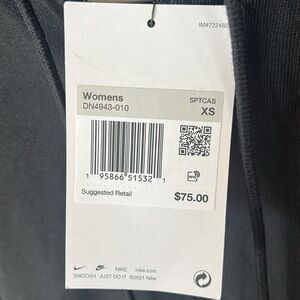 IM#722460
Womens SPTCAS
DN4943-010 XS
1 95866 51532 1
Suggested Retail $75.00
NIKE nike.com
SWOOSH JUST DO IT ©2021 Nike